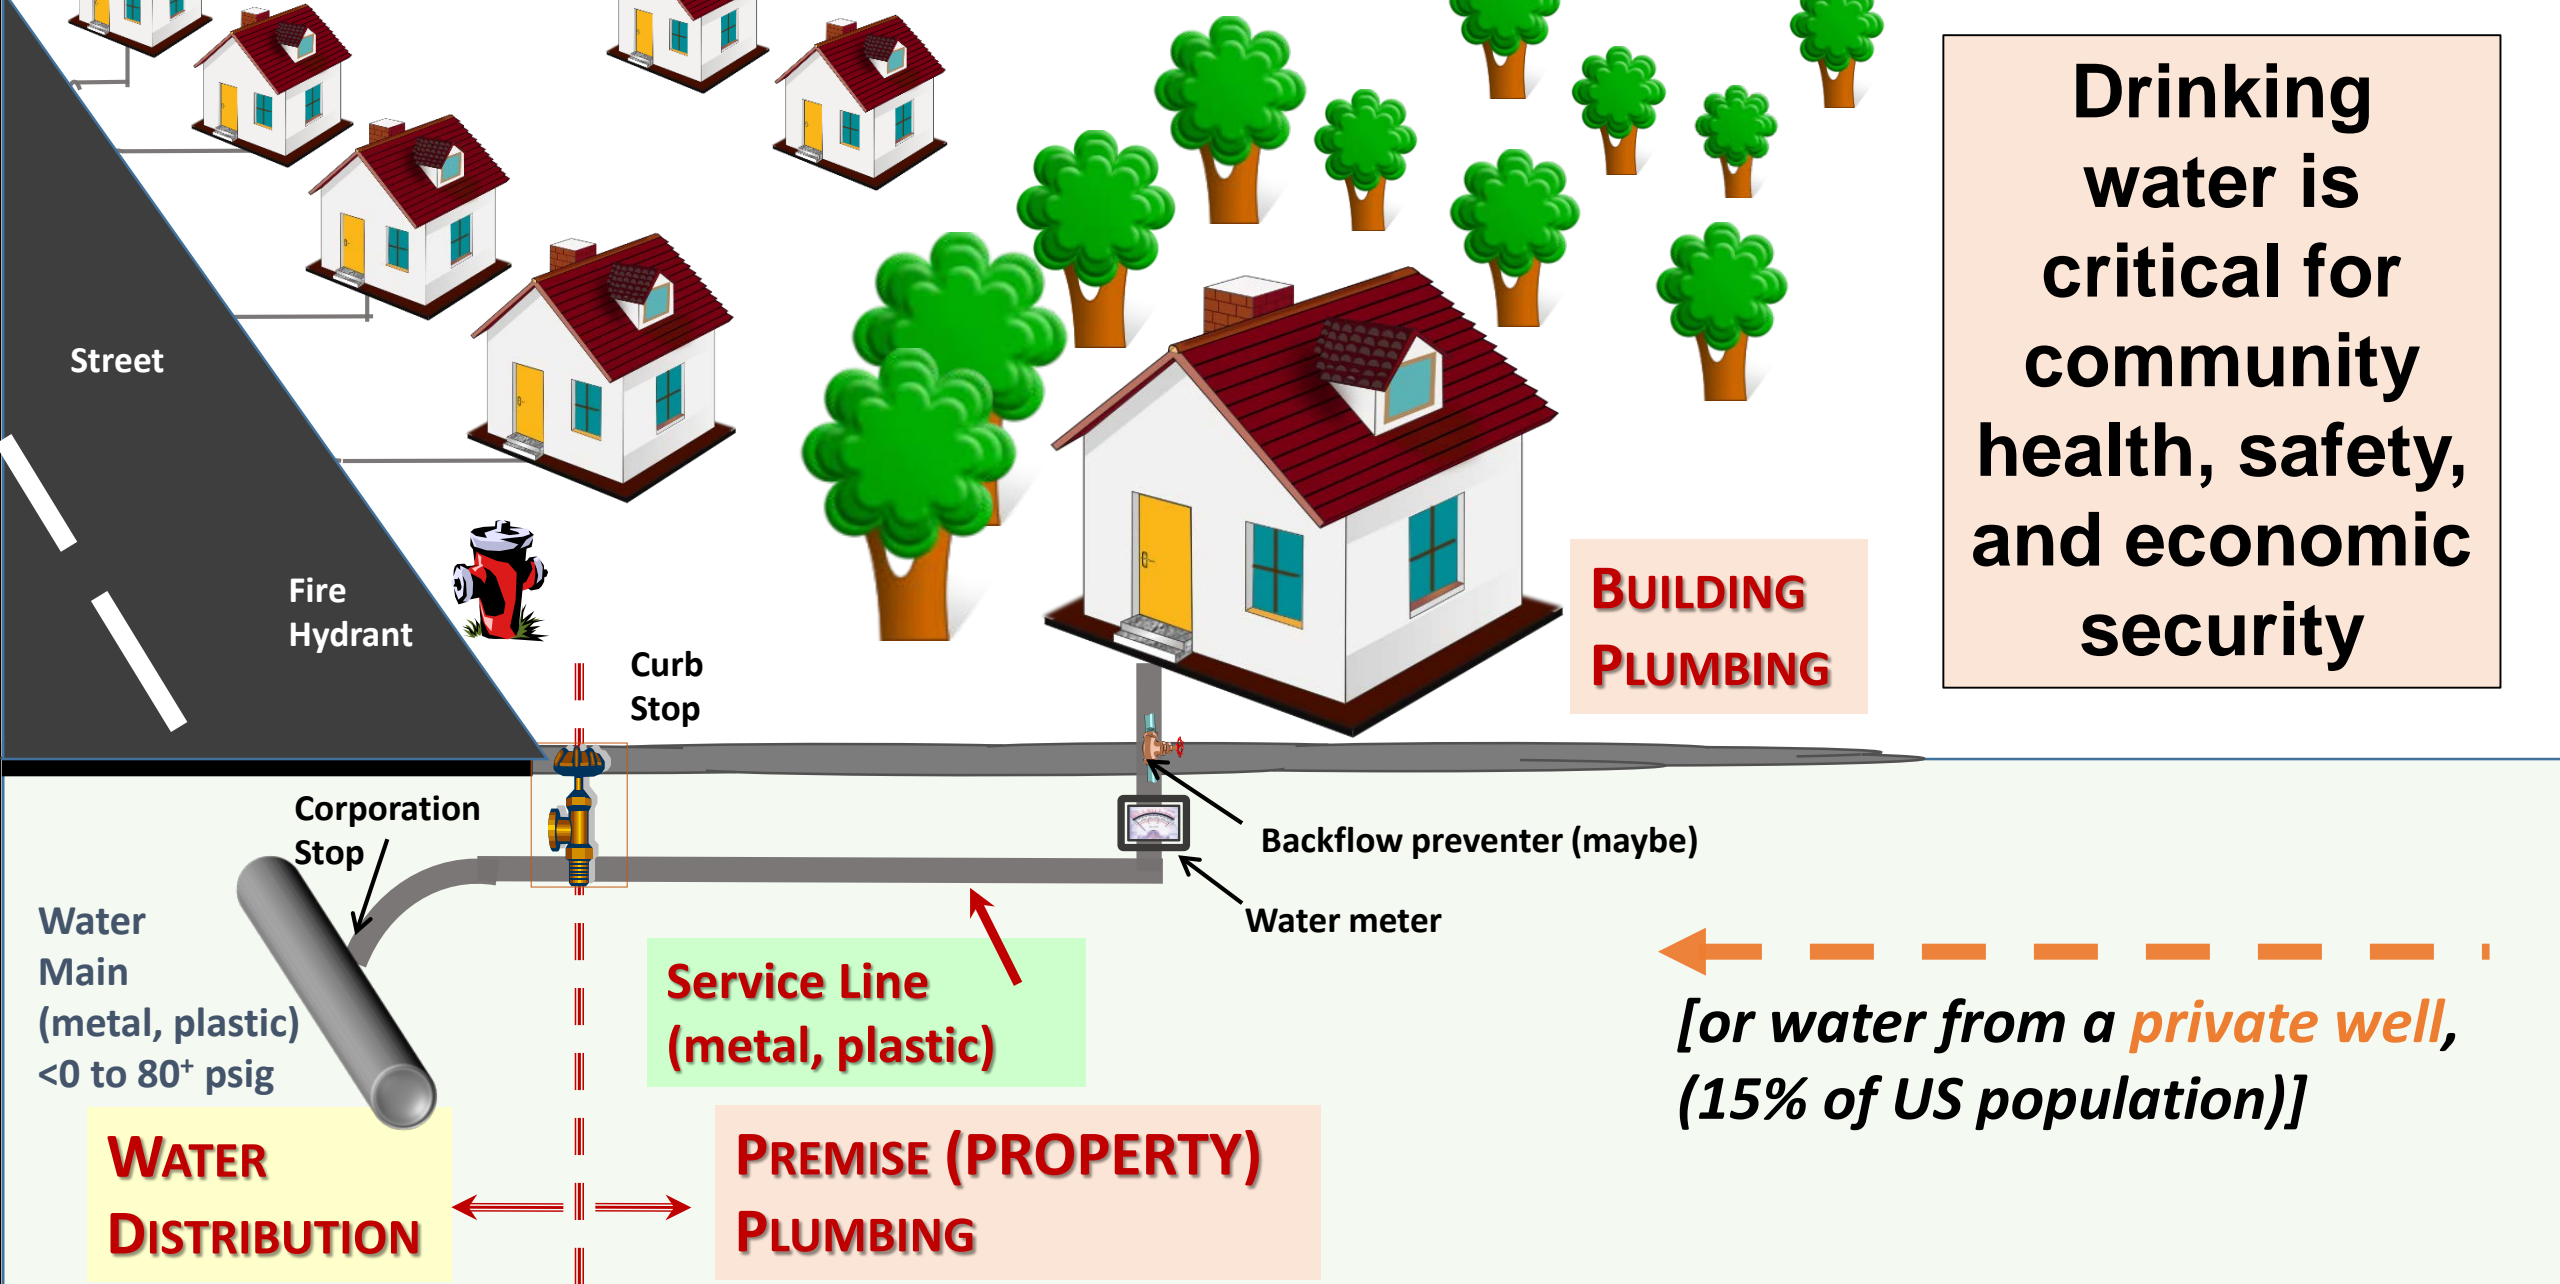 Drinking
water is
critical for
community
health, safety,
and economic
security
Street
Fire
Hydrant
Curb
Stop
BUILDING
PLUMBING
Corporation
Stop
Backflow preventer (maybe)
Water meter
Water
Main
(metal, plastic)
<0 to 80⁺ psig
Service Line
(metal, plastic)
[or water from a private well,
(15% of US population)]
WATER
DISTRIBUTION
PREMISE (PROPERTY)
PLUMBING